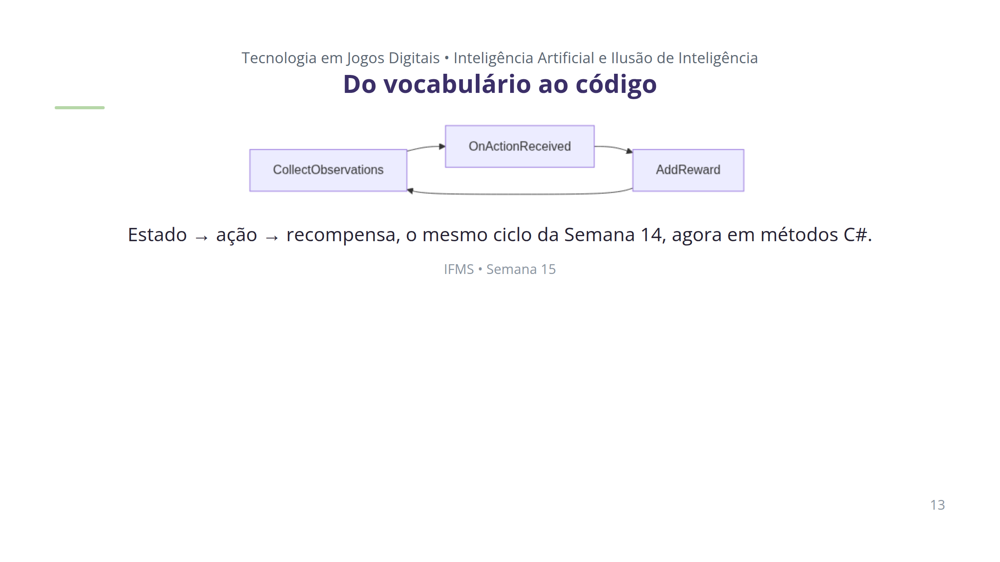 Tecnologia em Jogos Digitais • Inteligência Artificial e Ilusão de Inteligência
Do vocabulário ao código
OnActionReceived
CollectObservations
AddReward
Estado → ação → recompensa, o mesmo ciclo da Semana 14, agora em métodos C#.
IFMS • Semana 15
13